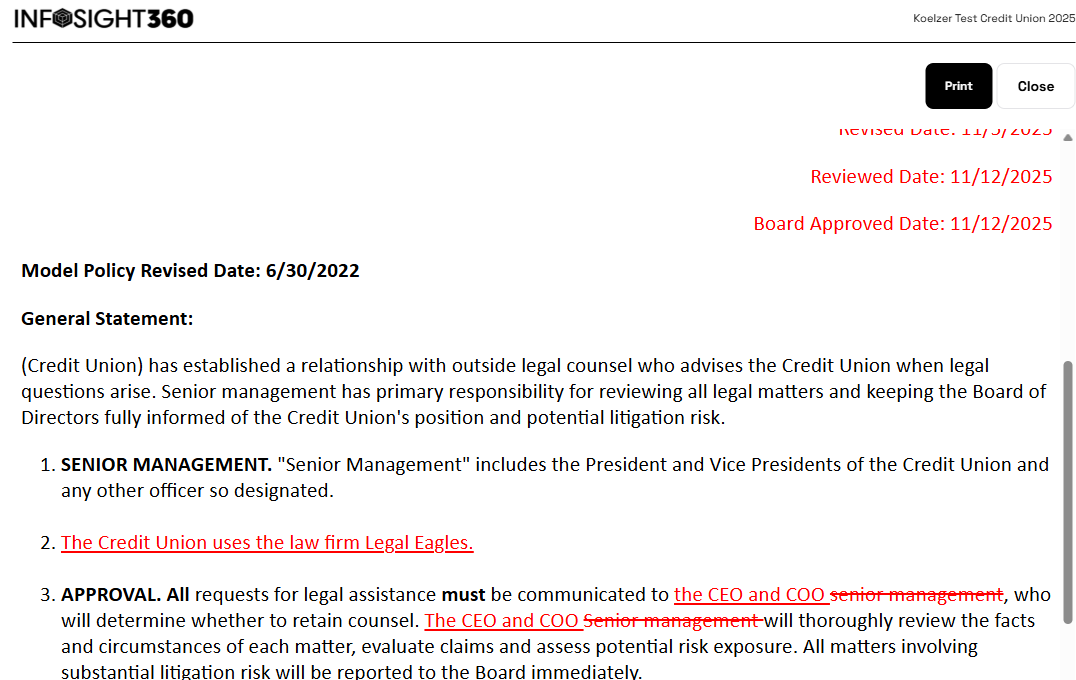 INFOSIGHT360
Koelzer Test Credit Union 2025
Print
Close
Revised Date: 11/5/2025
Reviewed Date: 11/12/2025
Board Approved Date: 11/12/2025
Model Policy Revised Date: 6/30/2022
General Statement:
(Credit Union) has established a relationship with outside legal counsel who advises the Credit Union when legal
questions arise. Senior management has primary responsibility for reviewing all legal matters and keeping the Board of
Directors fully informed of the Credit Union's position and potential litigation risk.
1. SENIOR MANAGEMENT. "Senior Management" includes the President and Vice Presidents of the Credit Union and
any other officer so designated.
2. The Credit Union uses the law firm Legal Eagles.
3. APPROVAL. All requests for legal assistance must be communicated to the CEO and COO senior management, who
will determine whether to retain counsel. The CEO and COO Senior management will thoroughly review the facts
and circumstances of each matter, evaluate claims and assess potential risk exposure. All matters involving
substantial litigation risk will be reported to the Board immediately.